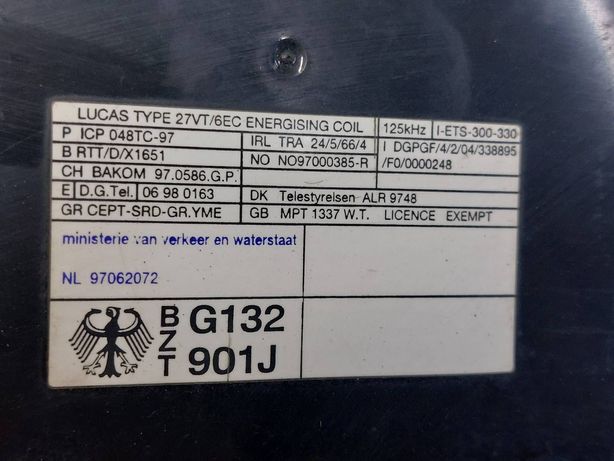 LUCAS TYPE 27VT/6EC ENERGISING COIL 125kHz I-ETS-300-330
P ICP 048TC-97 IRL TRA 24/5/66/4 I DGPGF/4/2/04/338895
B RTT/D/X1651 NO NO97000385-R /F0/0000248
CH BAKOM 97.0586.G.P.
E D.G.Tel. 06 98 0163 DK Telestyrelsen ALR 9748
GR CEPT-SRD-GR.YME GB MPT 1337 W.T. LICENCE EXEMPT
ministerie van verkeer en waterstaat
NL 97062072
BZT G132
901J